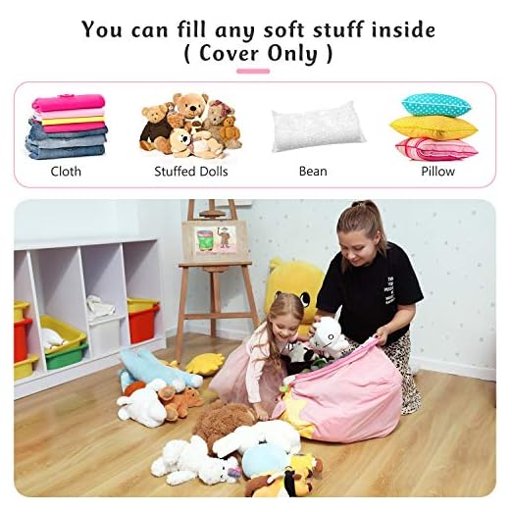 You can fill any soft stuff inside
( Cover Only )
Cloth
Stuffed Dolls
Bean
Pillow